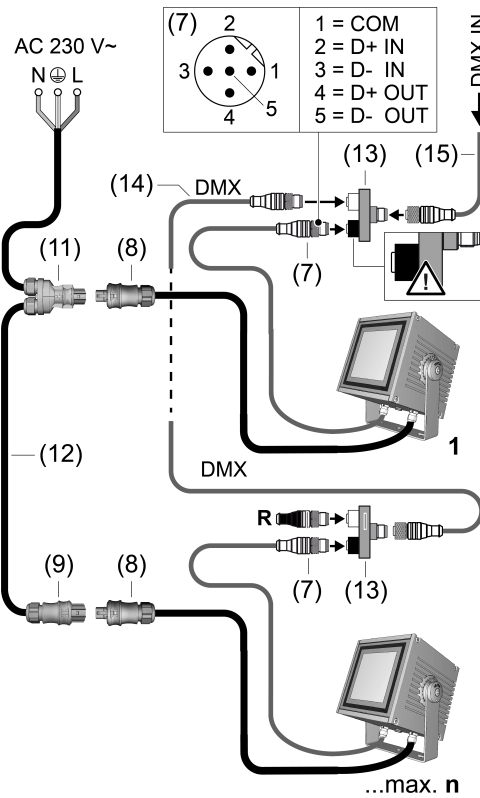 (7)
2
3
1
4
5
1 = COM
2 = D+ IN
3 = D- IN
4 = D+ OUT
5 = D- OUT
DMX IN
AC 230 V~
N L
(13)
(15)
(14)
DMX
(7)
(11)
(8)
!
1
(12)
DMX
R
(9)
(8)
(7)
(13)
...max. n